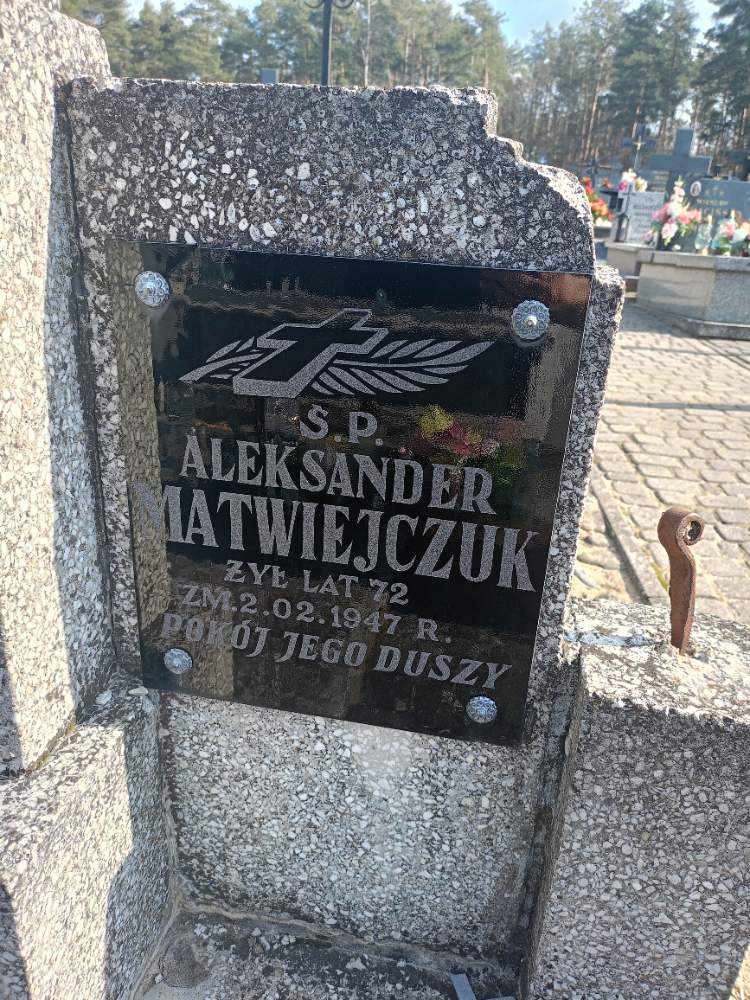 Ś.P.
ALEKSANDER
MATWIEJCZUK
ŻYŁ LAT 72
ZM.2.02.1947 R.
POKÓJ JEGO DUSZY